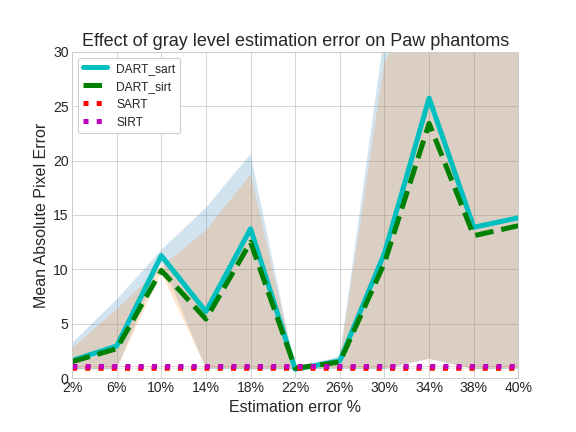 Effect of gray level estimation error on Paw phantoms
Mean Absolute Pixel Error
30
25
20
15
10
5
0
DART_sart
DART_sirt
SART
SIRT
2% 6% 10% 14% 18% 22% 26% 30% 34% 38% 40%
Estimation error %